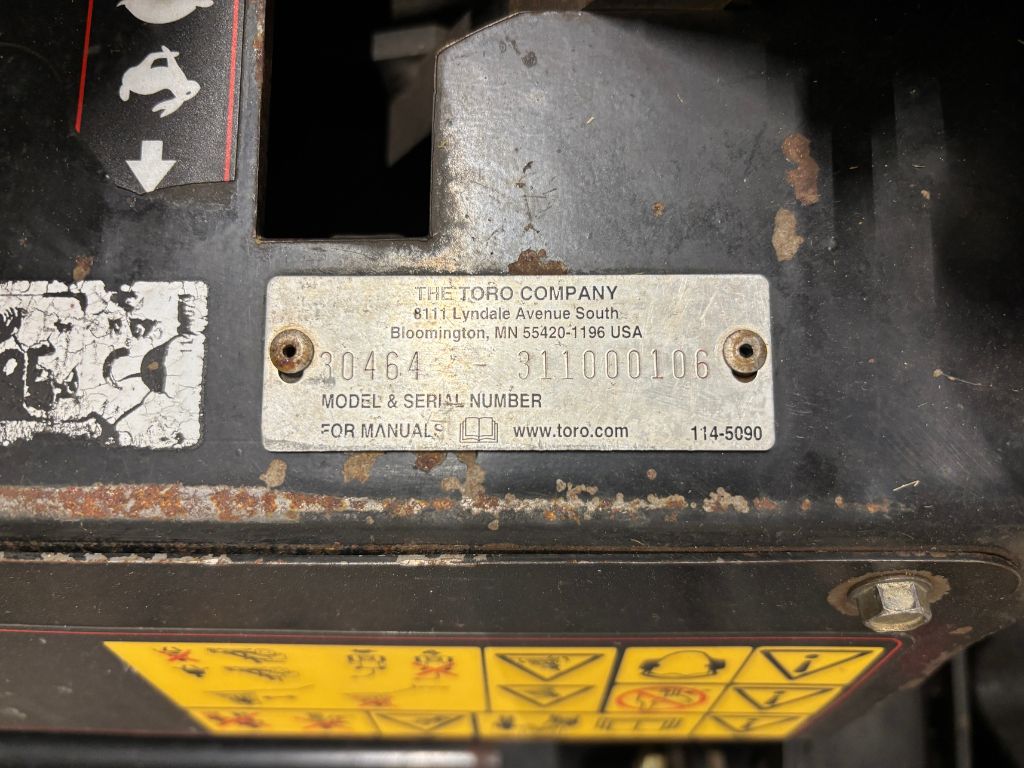 THE TORO COMPANY
8111 Lyndale Avenue South
Bloomington, MN 55420-1196 USA
30464 - 311000106
MODEL & SERIAL NUMBER
FOR MANUALS www.toro.com 114-5090